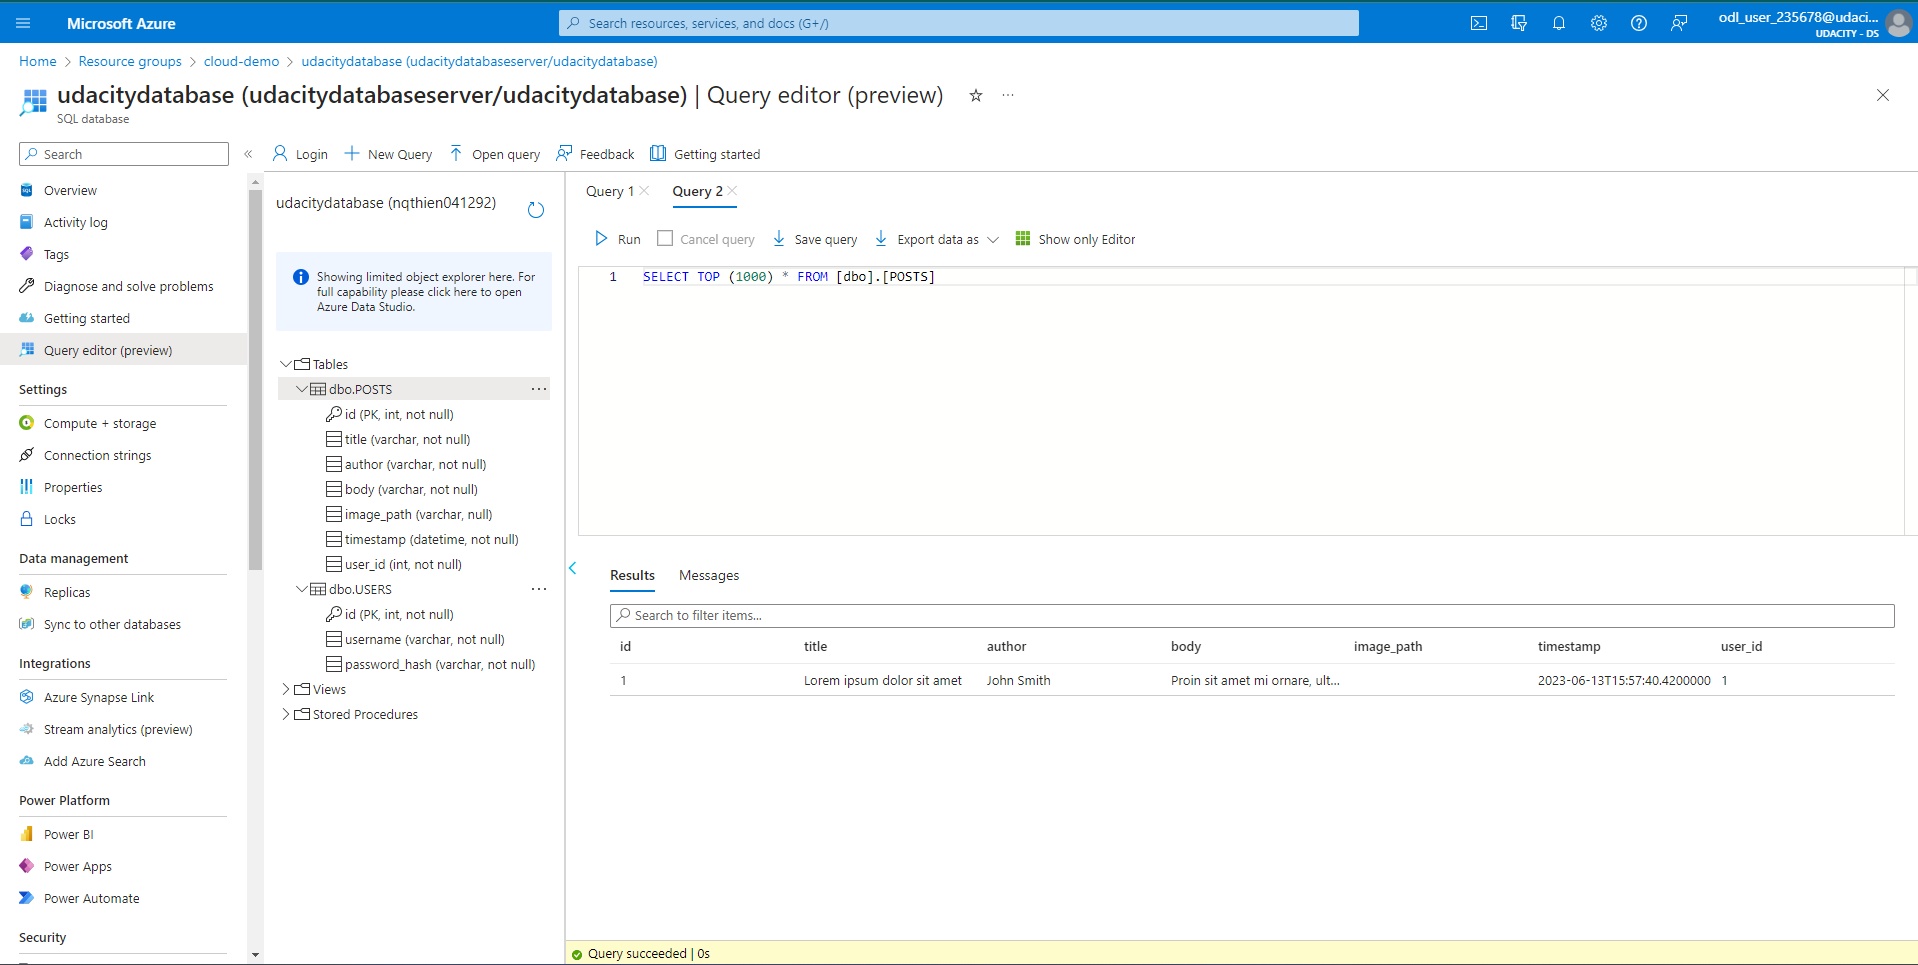 Microsoft Azure
Search resources, services, and docs (G+/)
odl_user_235678@udaci...
UDACITY - DS
Home > Resource groups > cloud-demo > udacitydatabase (udacitydatabaseserver/udacitydatabase)
udacitydatabase (udacitydatabaseserver/udacitydatabase) | Query editor (preview)
SQL database
Search
Overview
Activity log
Tags
Diagnose and solve problems
Getting started
Query editor (preview)
Settings
Compute + storage
Connection strings
Properties
Locks
Data management
Replicas
Sync to other databases
Integrations
Azure Synapse Link
Stream analytics (preview)
Add Azure Search
Power Platform
Power BI
Power Apps
Power Automate
Security
Login
New Query
Open query
Feedback
Getting started
udacitydatabase (nqthien041292)
Showing limited object explorer here. For
full capability please click here to open
Azure Data Studio.
Tables
dbo.POSTS
id (PK, int, not null)
title (varchar, not null)
author (varchar, not null)
body (varchar, not null)
image_path (varchar, null)
timestamp (datetime, not null)
user_id (int, not null)
dbo.USERS
id (PK, int, not null)
username (varchar, not null)
password_hash (varchar, not null)
Views
Stored Procedures
Query 1
Query 2
Run
Cancel query
Save query
Export data as
Show only Editor
1 SELECT TOP (1000) * FROM [dbo].[POSTS]
Results
Messages
Search to filter items...
id title author body image_path timestamp user_id
1 Lorem ipsum dolor sit amet John Smith Proin sit amet mi ornare, ult... 2023-06-13T15:57:40.4200000 1
Query succeeded | 0s